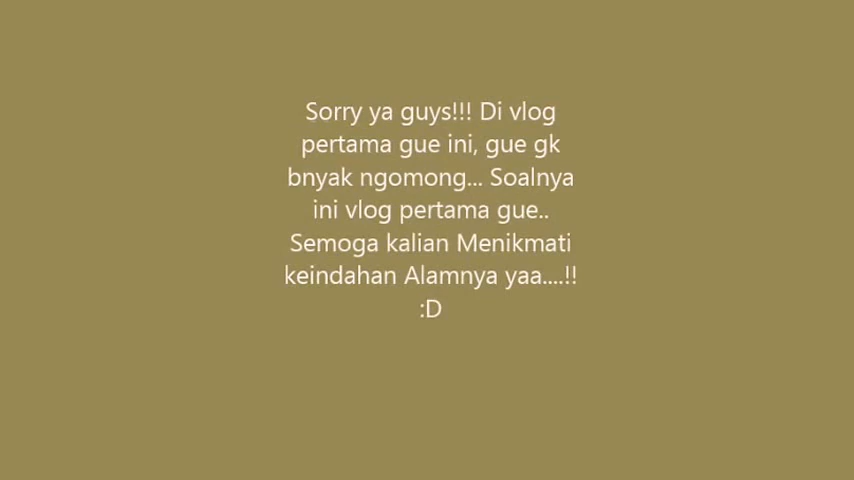 Sorry ya guys!!! Di vlog
pertama gue ini, gue gk
bnyak ngomong... Soalnya
ini vlog pertama gue..
Semoga kalian Menikmati
keindahan Alamnya yaa....!!
:D